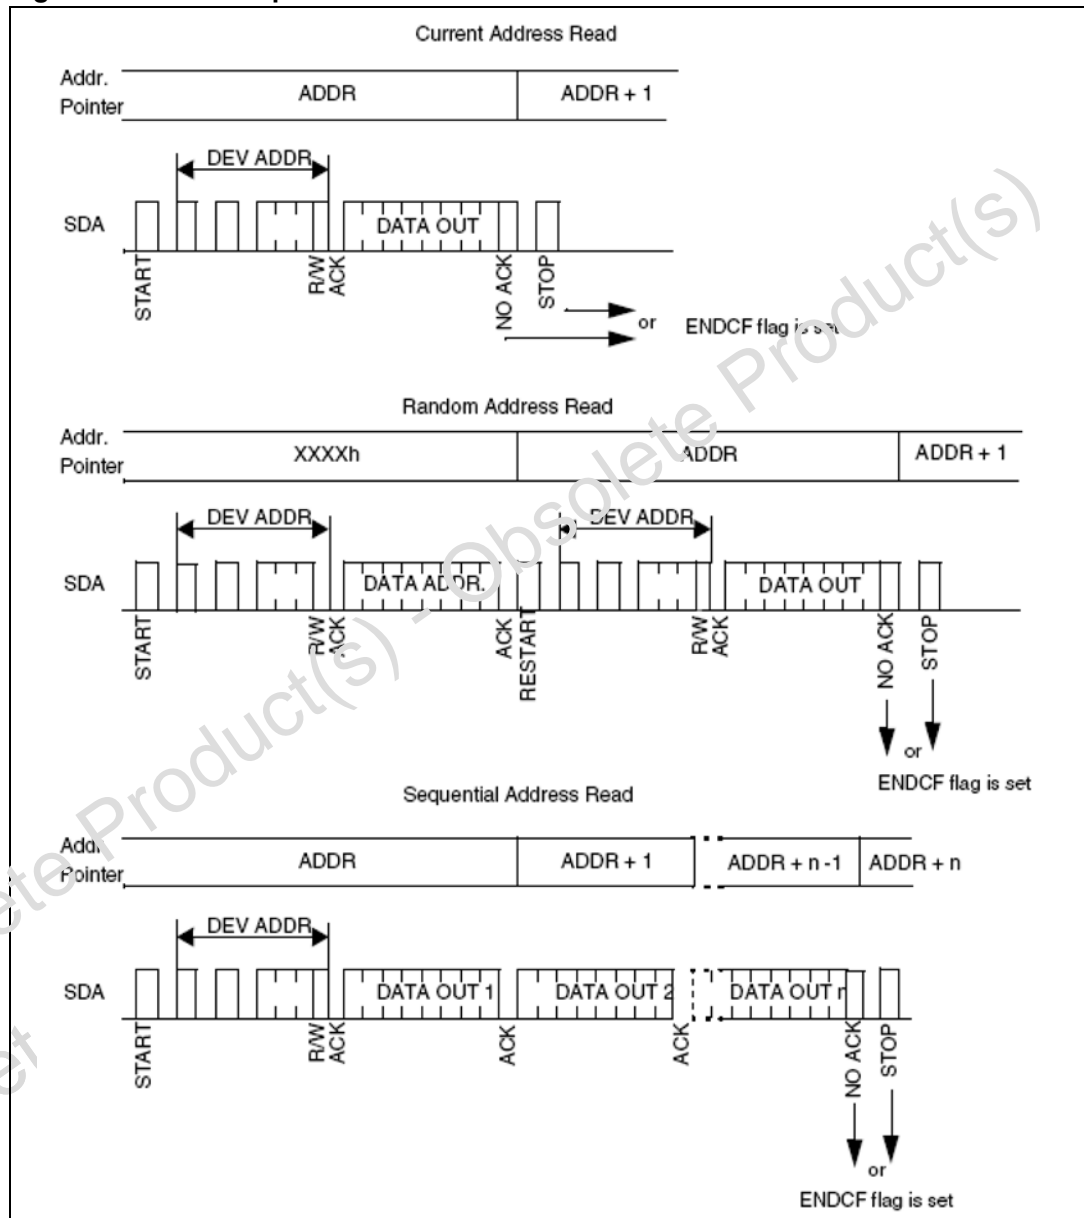 Current Address Read
Addr.
Pointer
ADDR
ADDR + 1
DEV ADDR
SDA
DATA OUT
START
R/W
ACK
NO ACK
STOP
or
ENDCF flag is set
Random Address Read
Addr.
Pointer
XXXXh
ADDR
ADDR + 1
DEV ADDR
DEV ADDR
SDA
DATA ADDR.
DATA OUT
START
R/W
ACK
ACK
RESTART
R/W
ACK
NO ACK
STOP
or
ENDCF flag is set
Sequential Address Read
Addr.
Pointer
ADDR
ADDR + 1
ADDR + n -1
ADDR + n
DEV ADDR
SDA
DATA OUT 1
DATA OUT 2
DATA OUT n
START
R/W
ACK
ACK
ACK
NO ACK
STOP
or
ENDCF flag is set
ete Product(s) - Obsolete Product(s)